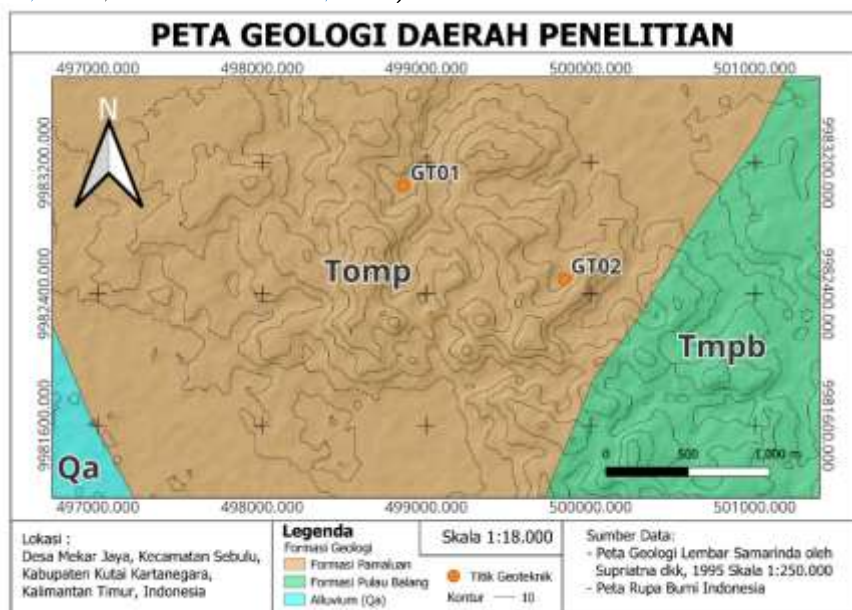 PETA GEOLOGI DAERAH PENELITIAN
497000.000 498000.000 499000.000 500000.000 501000.000
9983200.000
9982400.000
9981600.000
N
GT01
GT02
Tomp
Tmpb
Qa
9983200.000
9982400.000
9981600.000
0 500 1.000 m
497000.000 498000.000 499000.000 500000.000 501000.000
Lokasi :
Desa Mekar Jaya, Kecamatan Sebulu,
Kabupaten Kutai Kartanegara,
Kalimantan Timur, Indonesia
Legenda
Formasi Geologi
Formasi Pamaluan
Formasi Pulau Balang
Alluvium (Qa)
Skala 1:18.000
Titik Geoteknik
Kontur 10
Sumber Data:
- Peta Geologi Lembar Samarinda oleh
Supriatna dkk, 1995 Skala 1:250.000
- Peta Rupa Bumi Indonesia